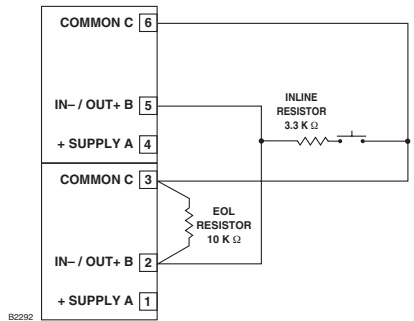 COMMON C 6
IN– / OUT+ B 5
+ SUPPLY A 4
COMMON C 3
IN– / OUT+ B 2
+ SUPPLY A 1
INLINE
RESISTOR
3.3 K Ω
EOL
RESISTOR
10 K Ω
B2292